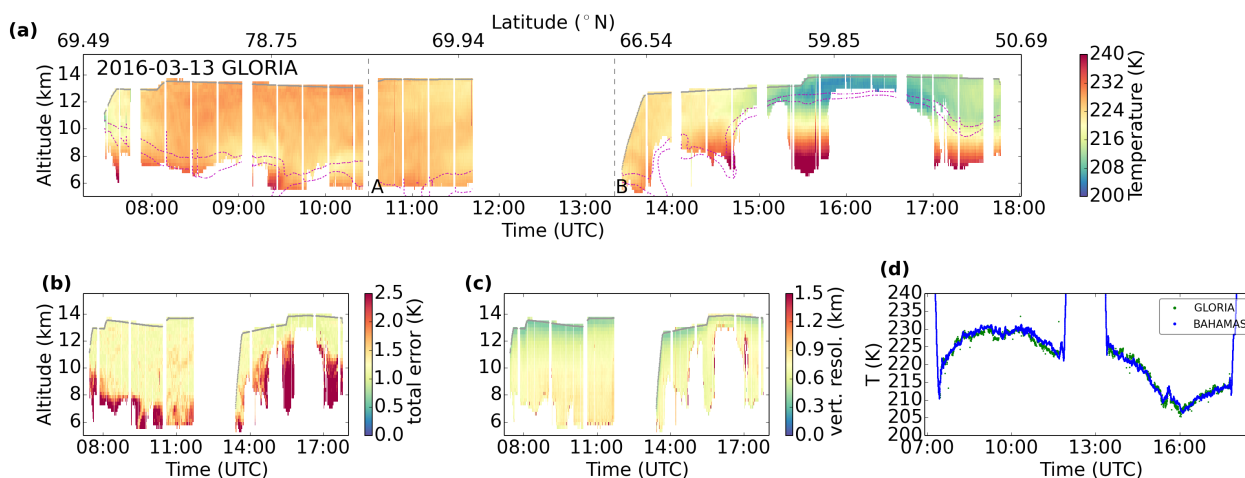 (a)
Latitude (°N)
69.49 78.75 69.94 66.54 59.85 50.69
2016-03-13 GLORIA
Altitude (km)
14
12
10
8
6
A
B
08:00 09:00 10:00 11:00 12:00 13:00 14:00 15:00 16:00 17:00 18:00
Time (UTC)
240
232
224
216
208
200
Temperature (K)
(b)
Altitude (km)
14
12
10
8
6
08:00 11:00 14:00 17:00
Time (UTC)
2.5
2.0
1.5
1.0
0.5
0.0
total error (K)
(c)
14
12
10
8
6
08:00 11:00 14:00 17:00
Time (UTC)
1.5
1.2
0.9
0.6
0.3
0.0
vert. resol. (km)
(d)
T (K)
240
235
230
225
220
215
210
205
200
07:00 10:00 13:00 16:00
Time (UTC)
GLORIA
BAHAMAS